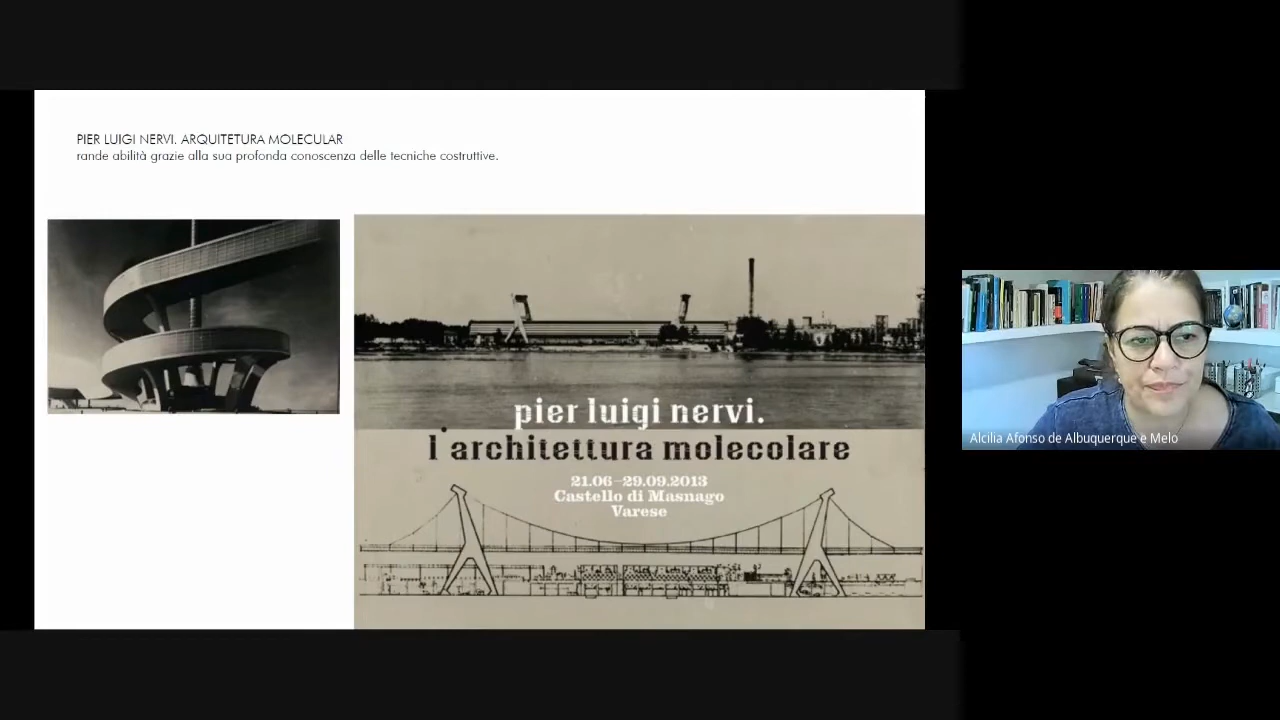 PIER LUIGI NERVI. ARQUITETURA MOLECULAR
rande abilità grazie alla sua profonda conoscenza delle tecniche costruttive.
pier luigi nervi.
l'architettura molecolare
21.06–29.09.2013
Castello di Masnago
Varese
Alcilia Afonso de Albuquerque e Melo